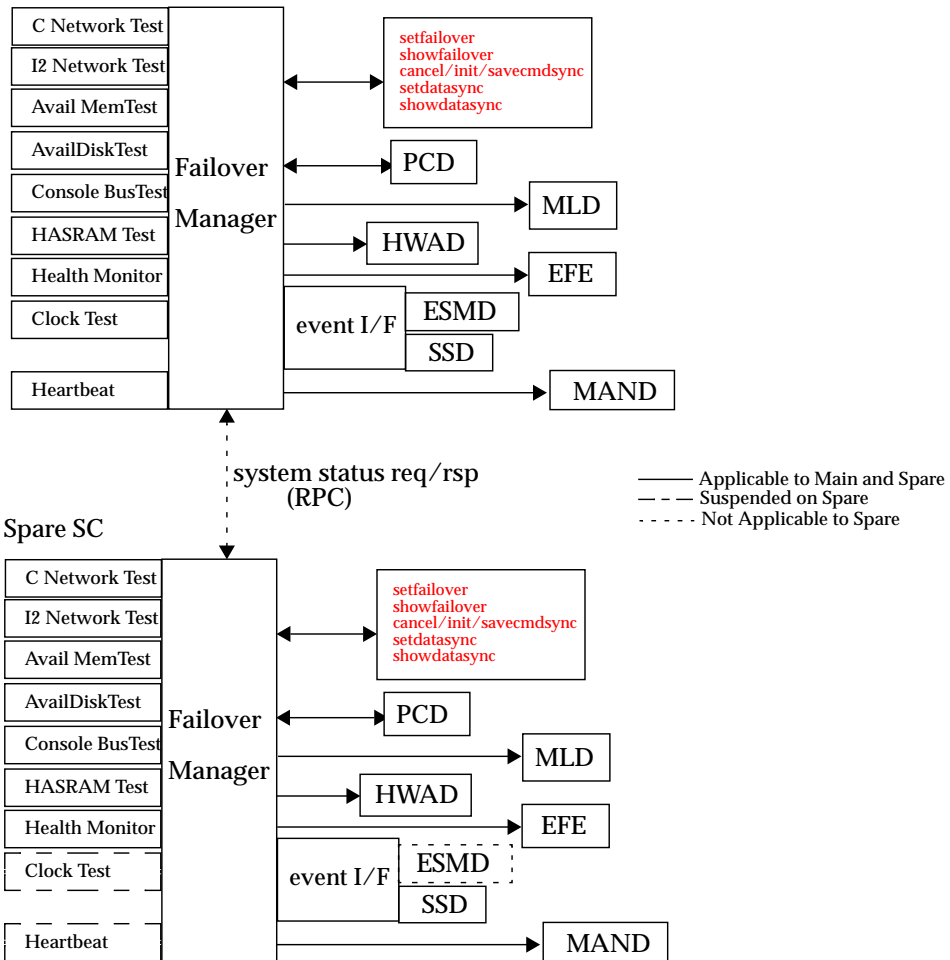 C Network Test
I2 Network Test
Avail MemTest
AvailDiskTest
Console BusTest
HASRAM Test
Health Monitor
Clock Test
Heartbeat
Failover
Manager
setfailover
showfailover
cancel/init/savecmdsync
setdatasync
showdatasync
PCD
MLD
HWAD
EFE
event I/F
ESMD
SSD
MAND
system status req/rsp
(RPC)
Applicable to Main and Spare
Suspended on Spare
Not Applicable to Spare
Spare SC
C Network Test
I2 Network Test
Avail MemTest
AvailDiskTest
Console BusTest
HASRAM Test
Health Monitor
Clock Test
Heartbeat
Failover
Manager
setfailover
showfailover
cancel/init/savecmdsync
setdatasync
showdatasync
PCD
MLD
HWAD
EFE
event I/F
ESMD
SSD
MAND